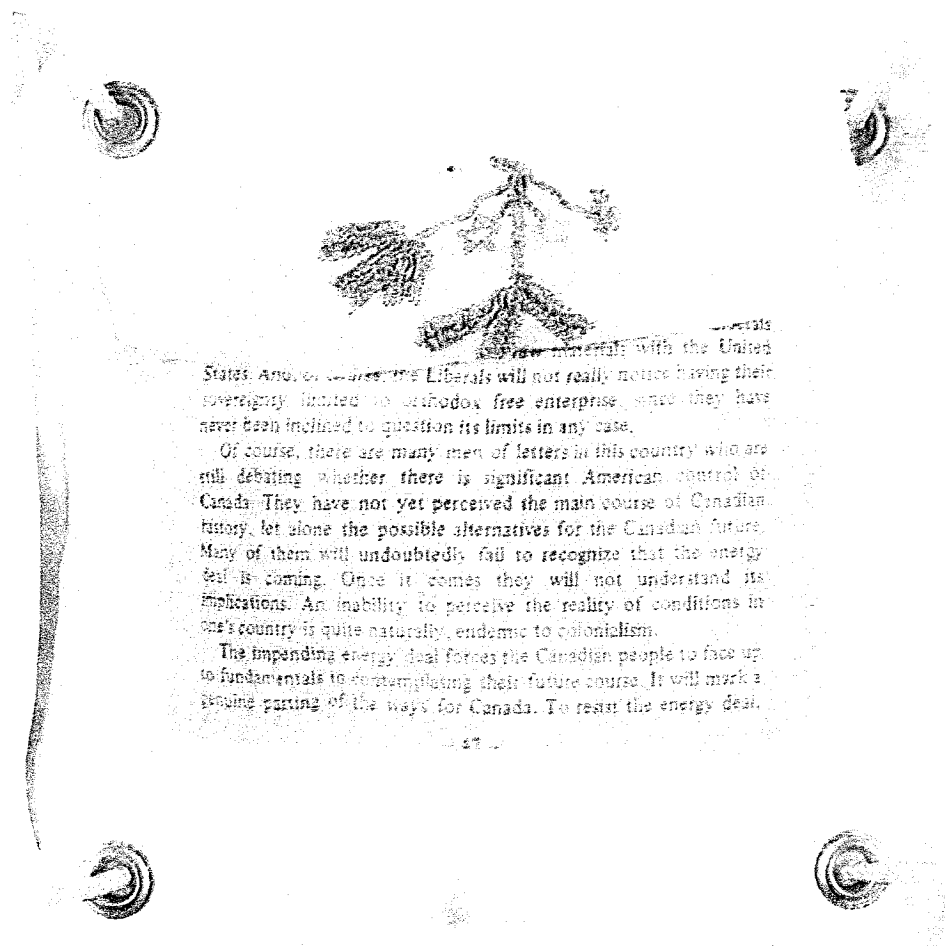 raw materials with the United
States. And, of course, the Liberals will not really notice having their
sovereignty limited to orthodox free enterprise, since they have
never been inclined to question its limits in any case.
Of course, there are many men of letters in this country who are
still debating whether there is significant American control of
Canada. They have not yet perceived the main course of Canadian
history, let alone the possible alternatives for the Canadian future.
Many of them will undoubtedly fail to recognize that the energy
deal is coming. Once it comes they will not understand its
implications. An inability to perceive the reality of conditions in
one's country is quite naturally, endemic to colonialism.
The impending energy deal forces the Canadian people to face up
to fundamentals in contemplating their future course. It will mark a
genuine parting of the ways for Canada. To resist the energy deal,